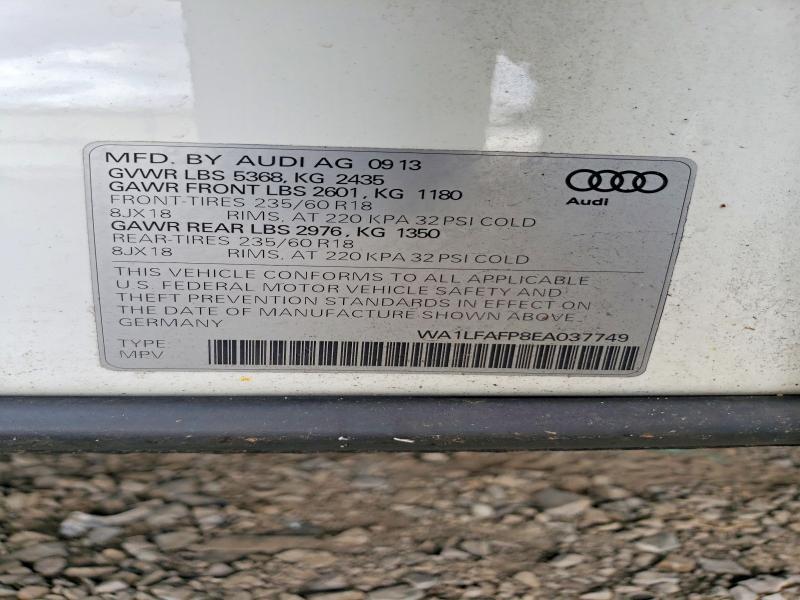 MFD. BY AUDI AG 09 13
GVWR LBS 5368, KG 2435
GAWR FRONT LBS 2601, KG 1180
FRONT-TIRES 235/60 R18
8JX18 RIMS, AT 220 KPA 32 PSI COLD
GAWR REAR LBS 2976, KG 1350
REAR-TIRES 235/60 R18
8JX18 RIMS, AT 220 KPA 32 PSI COLD
Audi
THIS VEHICLE CONFORMS TO ALL APPLICABLE
U.S. FEDERAL MOTOR VEHICLE SAFETY AND
THEFT PREVENTION STANDARDS IN EFFECT ON
THE DATE OF MANUFACTURE SHOWN ABOVE
GERMANY
WA1LFAFP8EA037749
TYPE
MPV